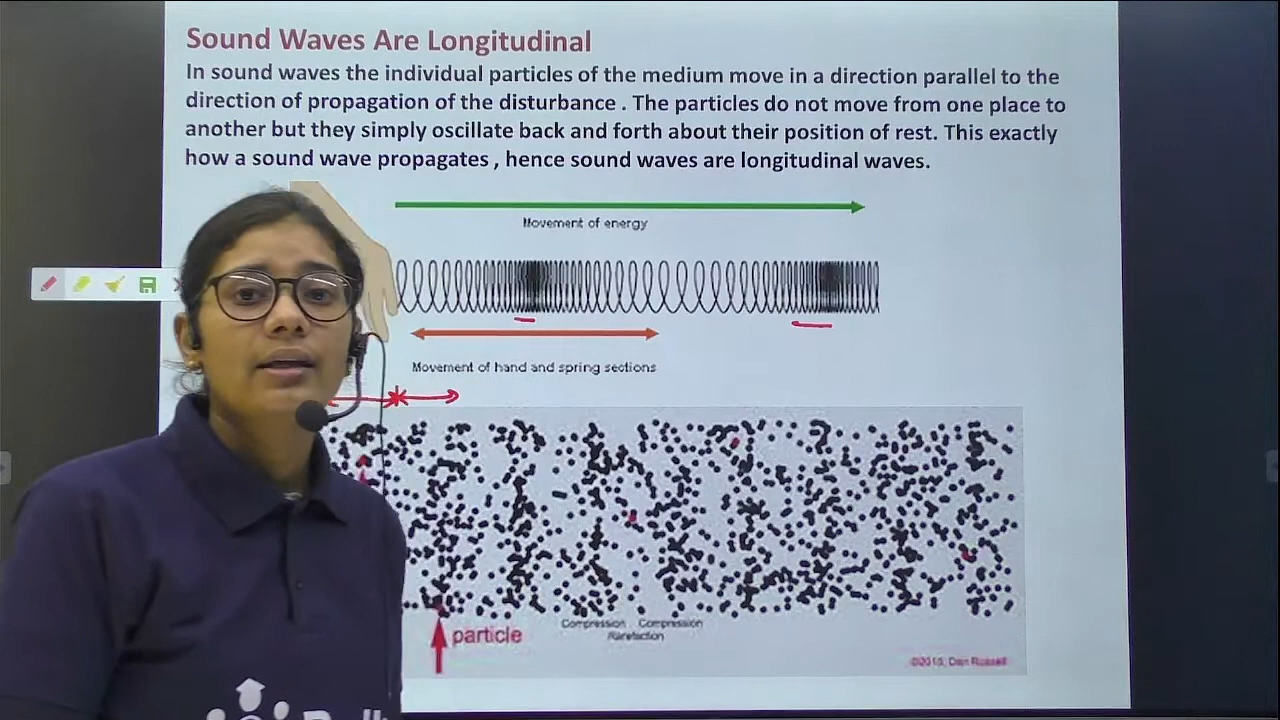 Sound Waves Are Longitudinal
In sound waves the individual particles of the medium move in a direction parallel to the
direction of propagation of the disturbance . The particles do not move from one place to
another but they simply oscillate back and forth about their position of rest. This exactly
how a sound wave propagates , hence sound waves are longitudinal waves.
Movement of energy
Movement of hand and spring sections
particle
Compression Compression
Rarefaction
©2015, Dan Russell